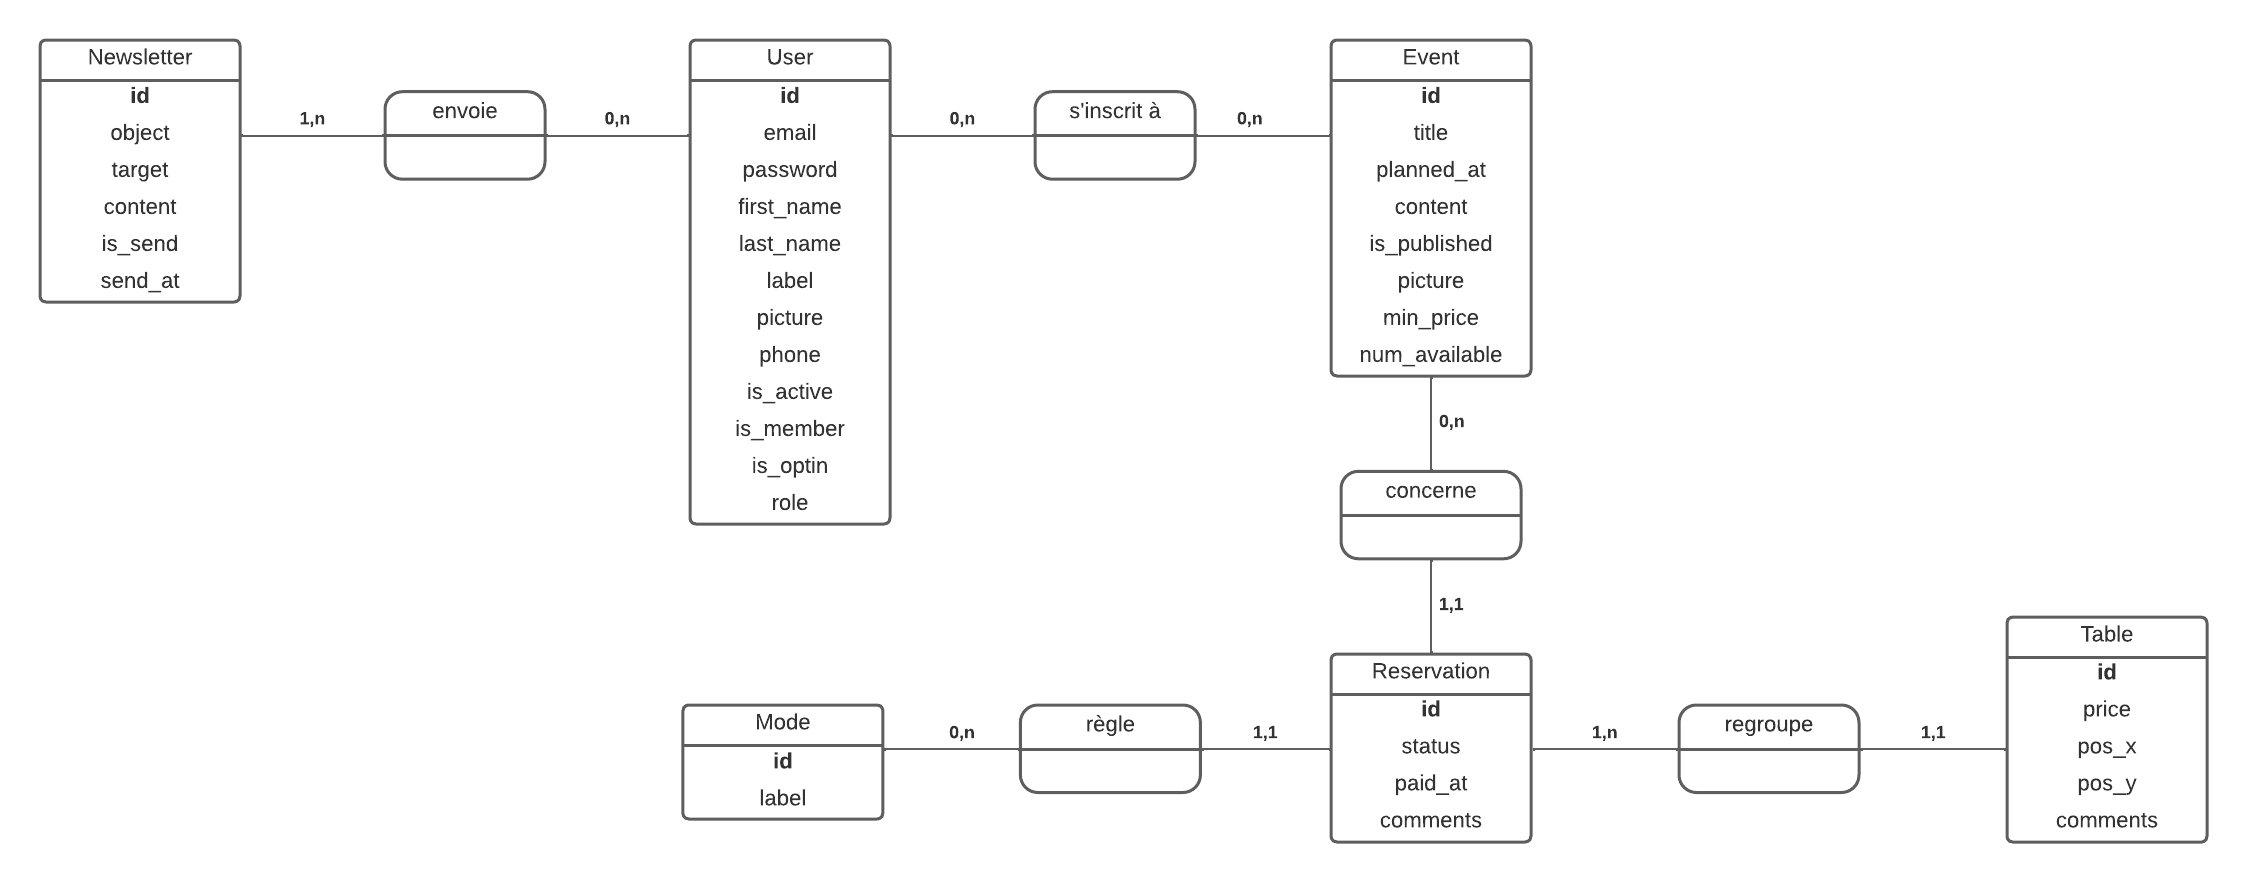 Newsletter
id
object
target
content
is_send
send_at
1,n
envoie
0,n
User
id
email
password
first_name
last_name
label
picture
phone
is_active
is_member
is_optin
role
0,n
s'inscrit à
0,n
Event
id
title
planned_at
content
is_published
picture
min_price
num_available
0,n
concerne
1,1
Mode
id
label
0,n
règle
1,1
Reservation
id
status
paid_at
comments
1,n
regroupe
1,1
Table
id
price
pos_x
pos_y
comments